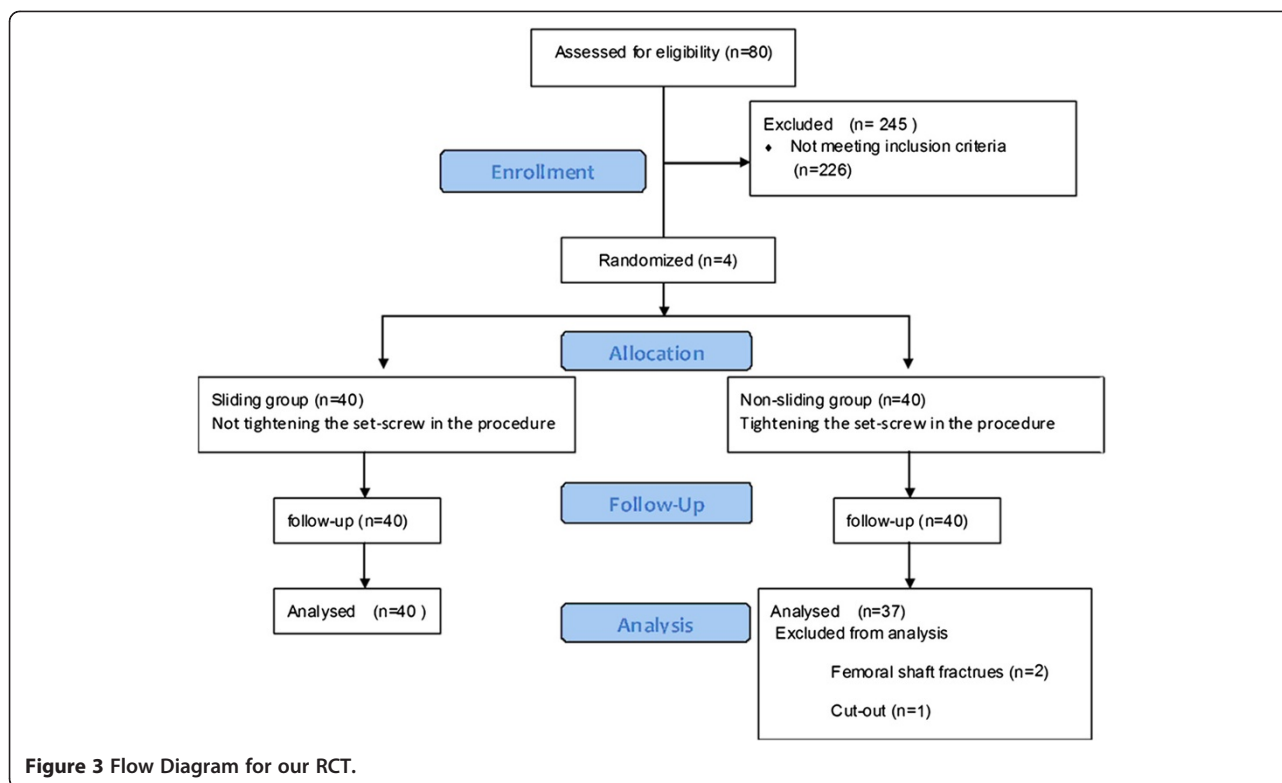 Assessed for eligibility (n=80)
Excluded (n= 245 )
♦ Not meeting inclusion criteria
(n=226)
Enrollment
Randomized (n=4)
Allocation
Sliding group (n=40)
Not tightening the set-screw in the procedure
Non-sliding group (n=40)
Tightening the set-screw in the procedure
Follow-Up
follow-up (n=40)
follow-up (n=40)
Analysis
Analysed (n=40 )
Analysed (n=37)
Excluded from analysis
Femoral shaft fractrues (n=2)
Cut-out (n=1)
Figure 3 Flow Diagram for our RCT.